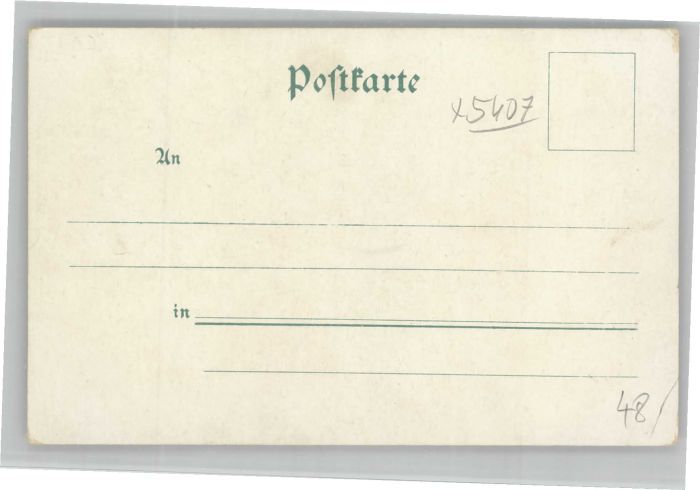 Poſtkarte
x5407
An
in
48/